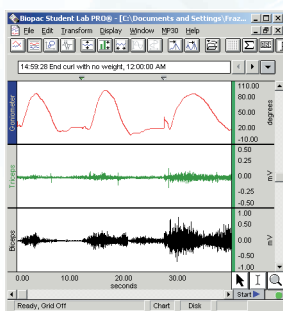 Biopac Student Lab PRO® - [C:\Documents and Settings\Fraz...
File Edit Transform Display Window MP30 Help
14:59:28 End curl with no weight, 12:00:00 AM
Goniometer
110.00
80.00
50.00
20.00
-10.00
degrees
Triceps
0.50
0.25
0.00
-0.25
-0.50
mV
Biceps
1.00
0.50
0.00
-0.50
-1.00
mV
0.00 10.00 20.00 30.00
seconds
Start
Ready, Grid Off Chart Disk